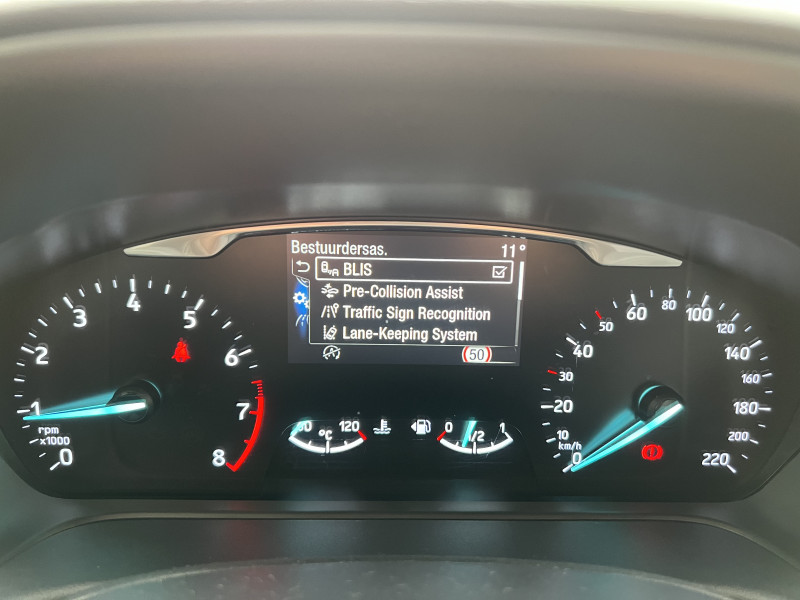 Bestuurdersas. 11°
BLIS
Pre-Collision Assist
Traffic Sign Recognition
Lane-Keeping System
50
0 1 2 3 4 5 6 7 8
rpm
x1000
°C 120
0 1/2 1
0 10 20 30 40 50 60 80 100 120 140 160 180 200 220
km/h